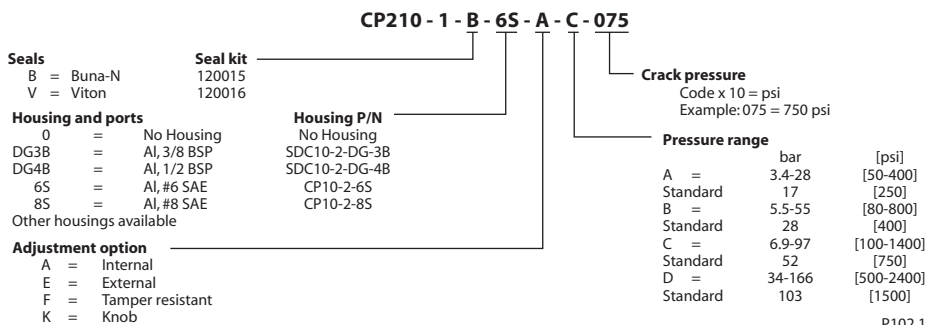 CP210 - 1 - B - 6S - A - C - 075
Seals Seal kit
B = Buna-N 120015
V = Viton 120016
Housing and ports Housing P/N
0 = No Housing No Housing
DG3B = Al, 3/8 BSP SDC10-2-DG-3B
DG4B = Al, 1/2 BSP SDC10-2-DG-4B
6S = Al, #6 SAE CP10-2-6S
8S = Al, #8 SAE CP10-2-8S
Other housings available
Adjustment option
A = Internal
E = External
F = Tamper resistant
K = Knob
Crack pressure
Code x 10 = psi
Example: 075 = 750 psi
Pressure range
bar [psi]
A = 3.4-28 [50-400]
Standard 17 [250]
B = 5.5-55 [80-800]
Standard 28 [400]
C = 6.9-97 [100-1400]
Standard 52 [750]
D = 34-166 [500-2400]
Standard 103 [1500]